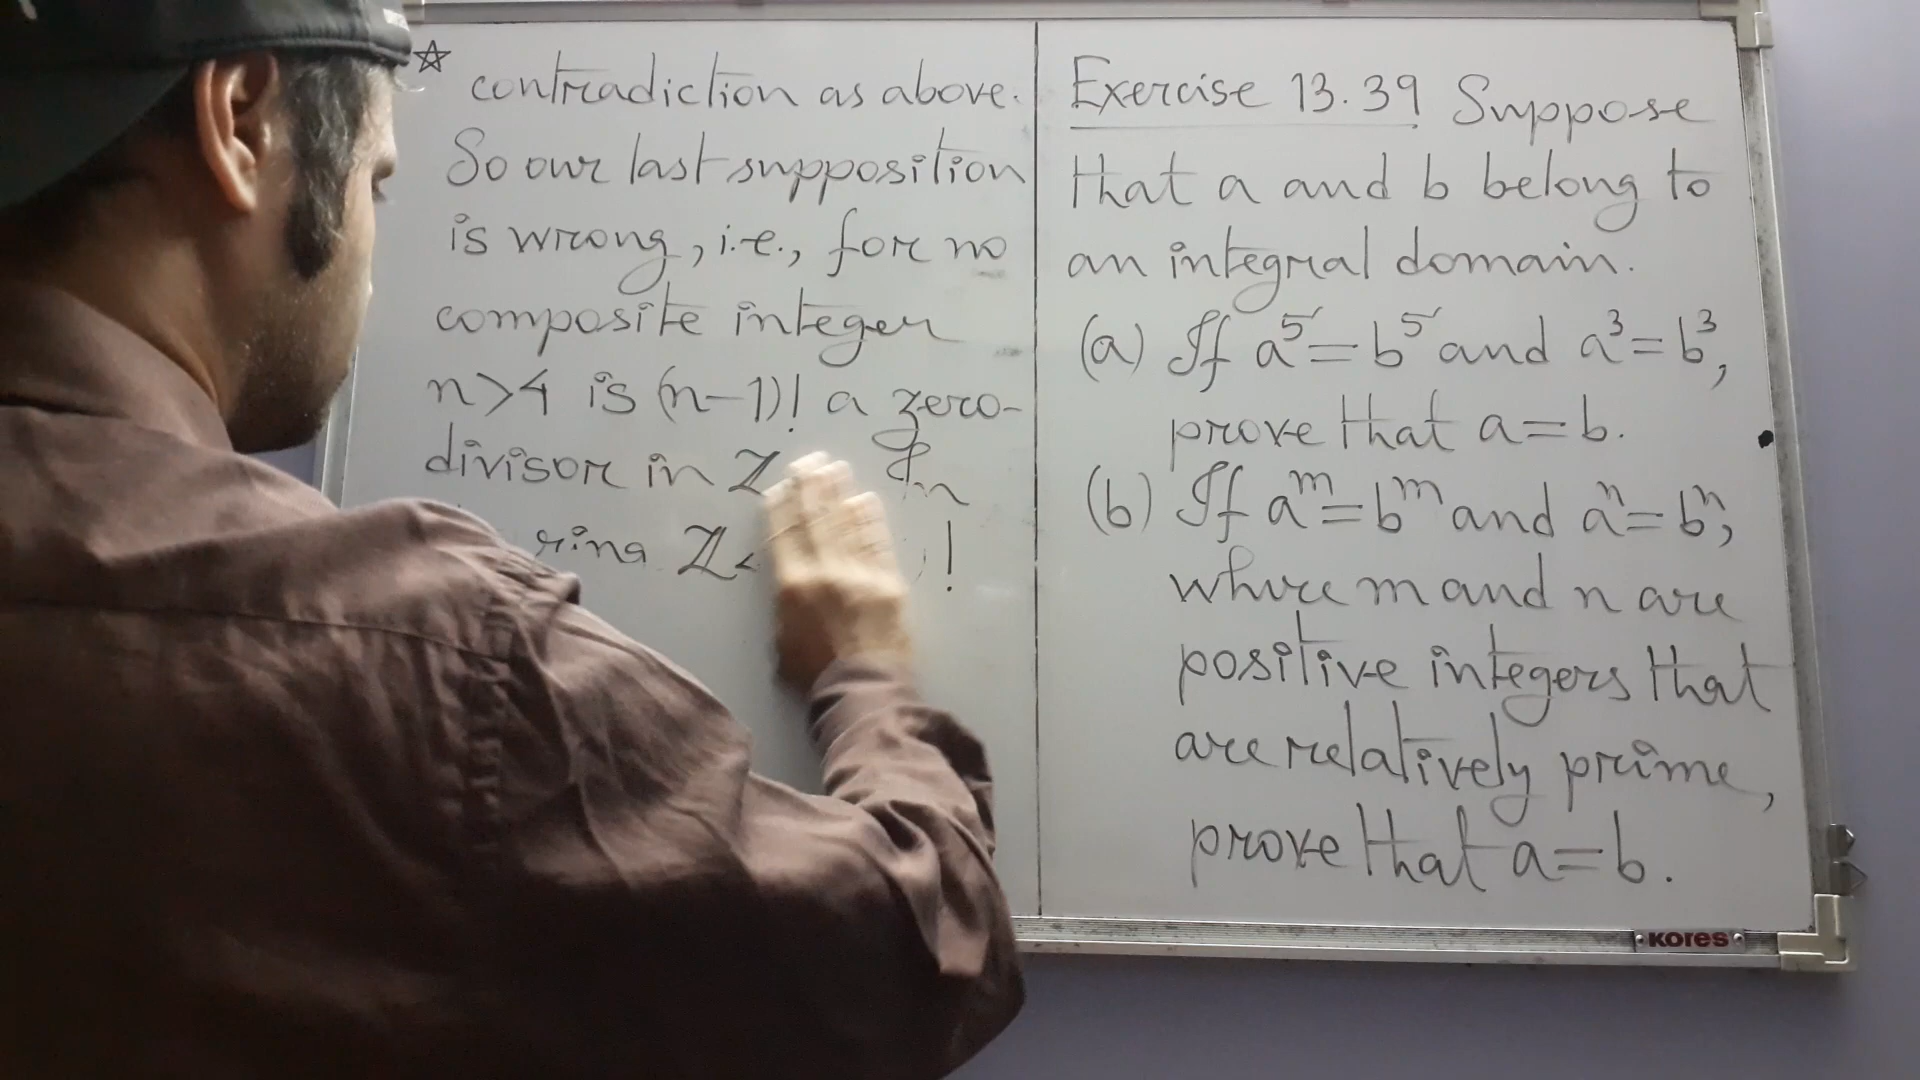 ☆ contradiction as above.
So our last supposition
is wrong, i.e., for no
composite integer
n>4 is (n-1)! a zero-
divisor in ℤ In
ring ℤ !
Exercise 13.39 Suppose
that a and b belong to
an integral domain.
(a) If a⁵=b⁵ and a³=b³,
prove that a=b.
(b) If aᵐ=bᵐ and aⁿ=bⁿ,
where m and n are
positive integers that
are relatively prime,
prove that a=b.
KORES